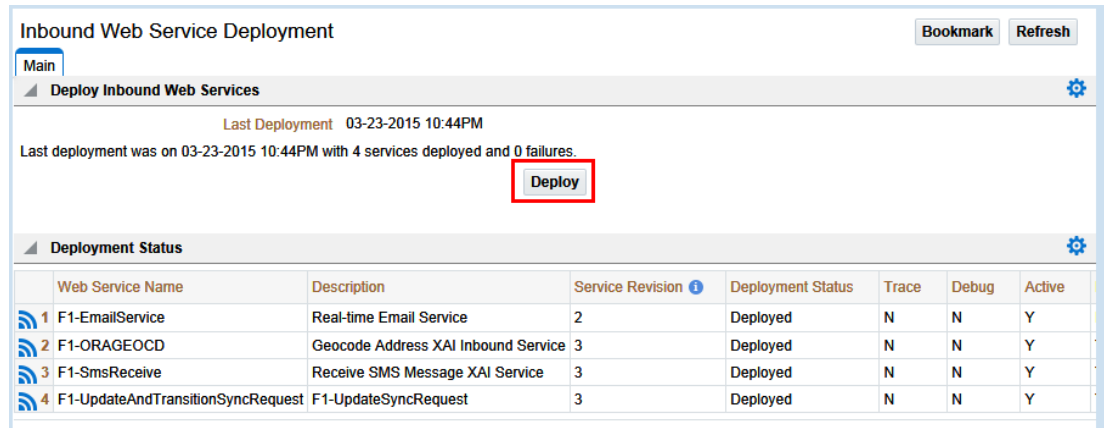 Inbound Web Service Deployment Bookmark Refresh
Main
Deploy Inbound Web Services
Last Deployment 03-23-2015 10:44PM
Last deployment was on 03-23-2015 10:44PM with 4 services deployed and 0 failures.
Deploy
Deployment Status
Web Service Name Description Service Revision Deployment Status Trace Debug Active
1 F1-EmailService Real-time Email Service 2 Deployed N N Y
2 F1-ORAGEOCD Geocode Address XAI Inbound Service 3 Deployed N N Y
3 F1-SmsReceive Receive SMS Message XAI Service 3 Deployed N N Y
4 F1-UpdateAndTransitionSyncRequest F1-UpdateSyncRequest 3 Deployed N N Y